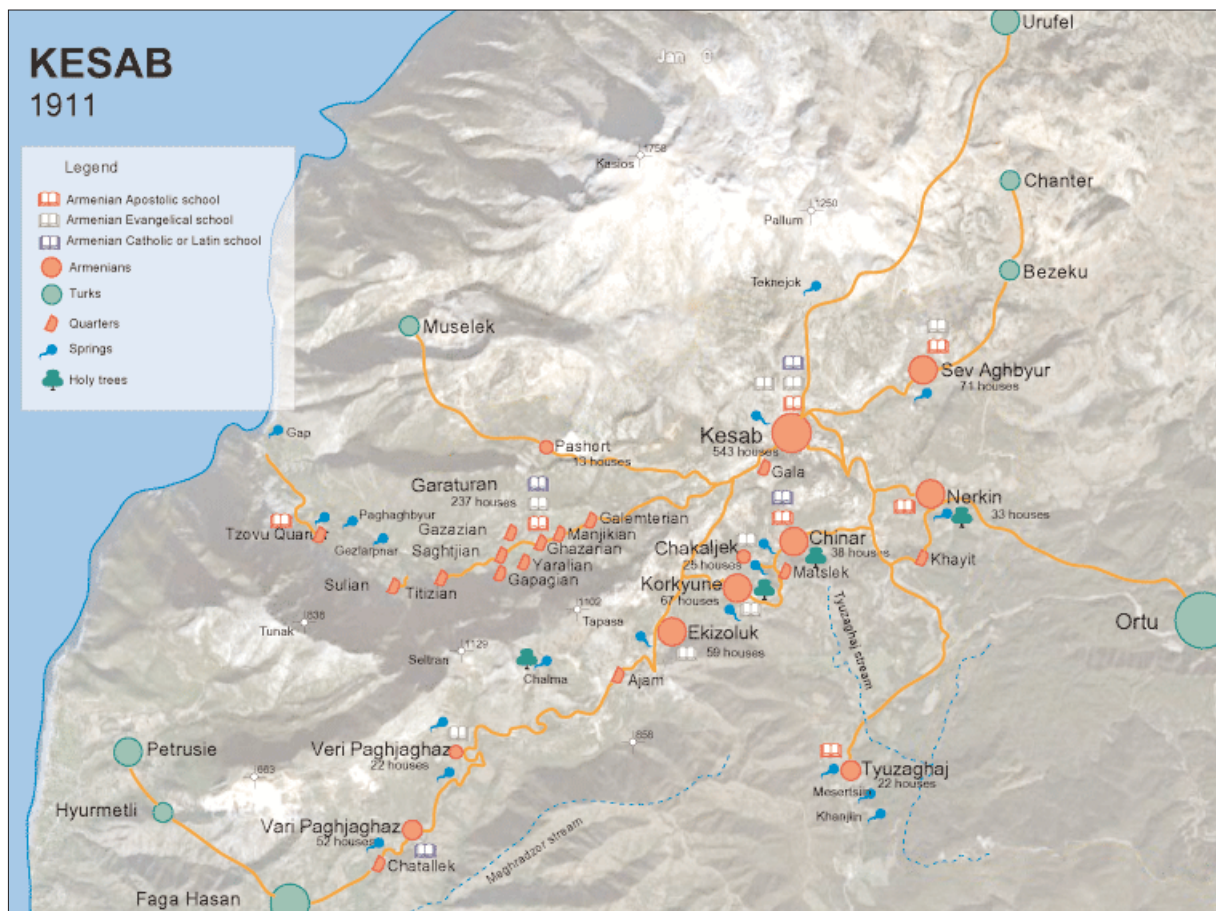 KESAB
1911
Legend
Armenian Apostolic school
Armenian Evangelical school
Armenian Catholic or Latin school
Armenians
Turks
Quarters
Springs
Holy trees
Urufel
Jan
1758
Kasios
Chanter
1250
Pallum
Bezeku
Teknejok
Muselek
Sev Aghbyur
71 houses
Gap
Kesab
543 houses
Pashort
13 houses
Gala
Garaturan
237 houses
Nerkin
33 houses
Paghaghbyur
Galemterian
Gazazian
Manjikian
Tzovu Quarter
Ghazarian
Chinar
38 houses
Gezlarpnar
Saghtjian
Chakaljek
25 houses
Khayit
Yaralian
Gapagian
Matslek
Sulian
Titizian
Korkyune
67 houses
1102
Tapasa
838
Tunak
Ortu
Ekizoluk
59 houses
Tyuzaghaj stream
1129
Seltran
Chalma
Ajam
858
Petrusie
Veri Paghjaghaz
22 houses
663
Tyuzaghaj
22 houses
Mesertsin
Hyurmetli
Khanjiin
Vari Paghjaghaz
52 houses
Meghradzor stream
Chatallek
Faga Hasan